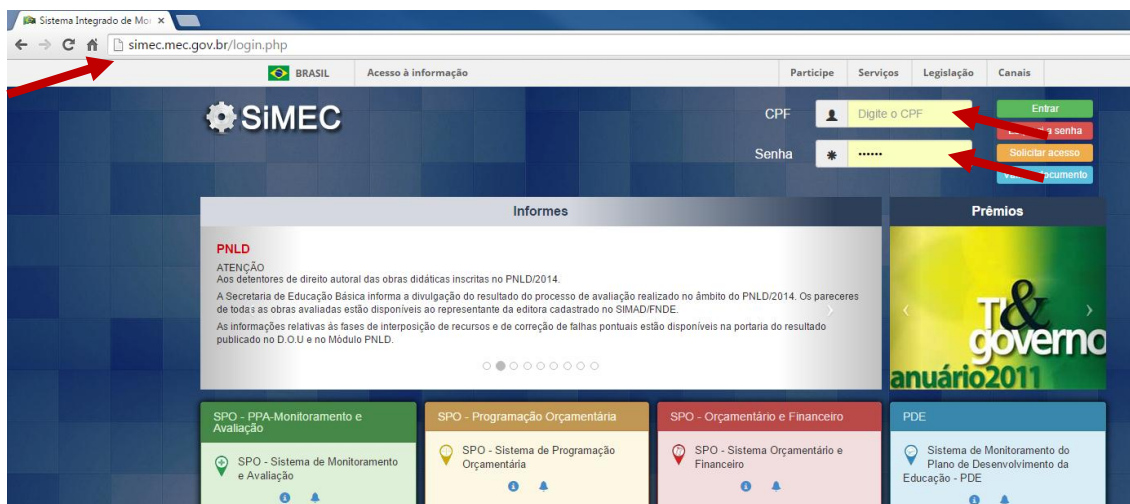 Sistema Integrado de Mo
simec.mec.gov.br/login.php
BRASIL
Acesso à informação
Participe
Serviços
Legislação
Canais
SiMEC
CPF
Digite o CPF
Entrar
a senha
Senha
••••••
Solicitar acesso
Informes
Prêmios
PNLD
ATENÇÃO
Aos detentores de direito autoral das obras didáticas inscritas no PNLD/2014.
A Secretaria de Educação Básica informa a divulgação do resultado do processo de avaliação realizado no âmbito do PNLD/2014. Os pareceres
de todas as obras avaliadas estão disponíveis ao representante da editora cadastrado no SIMAD/
FNDE.
As informações relativas ás fases de interposição de recursos e de correção de falhas pontuais estão disponíveis na portaria do resultado
publicado no D.O.U e no Módulo PNLD.
TI&
governo
anuário2011
SPO - PPA-Monitoramento e
Avaliação
SPO - Programação Orçamentária
SPO - Orçamentário e Financeiro
PDE
SPO - Sistema de Monitoramento
e Avaliação
SPO - Sistema de Programação
Orçamentária
SPO - Sistema Orçamentário e
Financeiro
Sistema de Monitoramento do
Plano de Desenvolvimento da
Educação - PDE